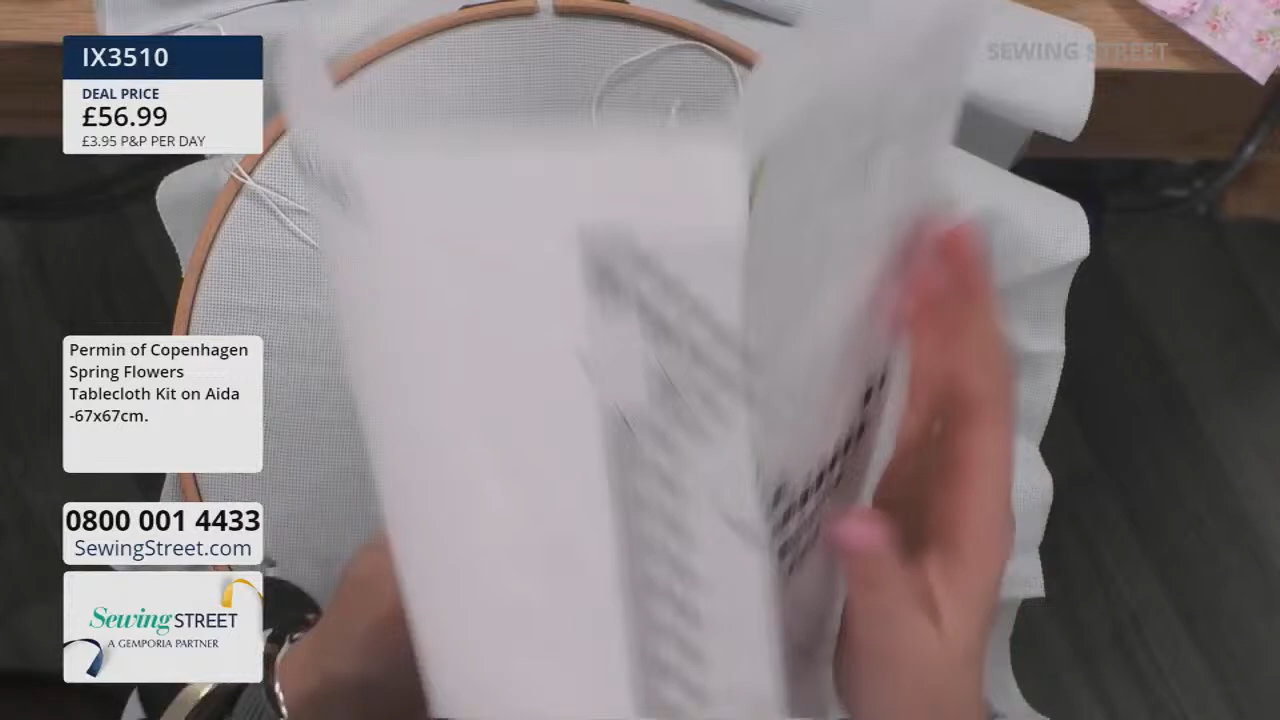 IX3510
DEAL PRICE
£56.99
£3.95 P&P PER DAY
SEWING STREET
Permin of Copenhagen
Spring Flowers
Tablecloth Kit on Aida
-67x67cm.
0800 001 4433
SewingStreet.com
Sewing STREET
A GEMPORIA PARTNER